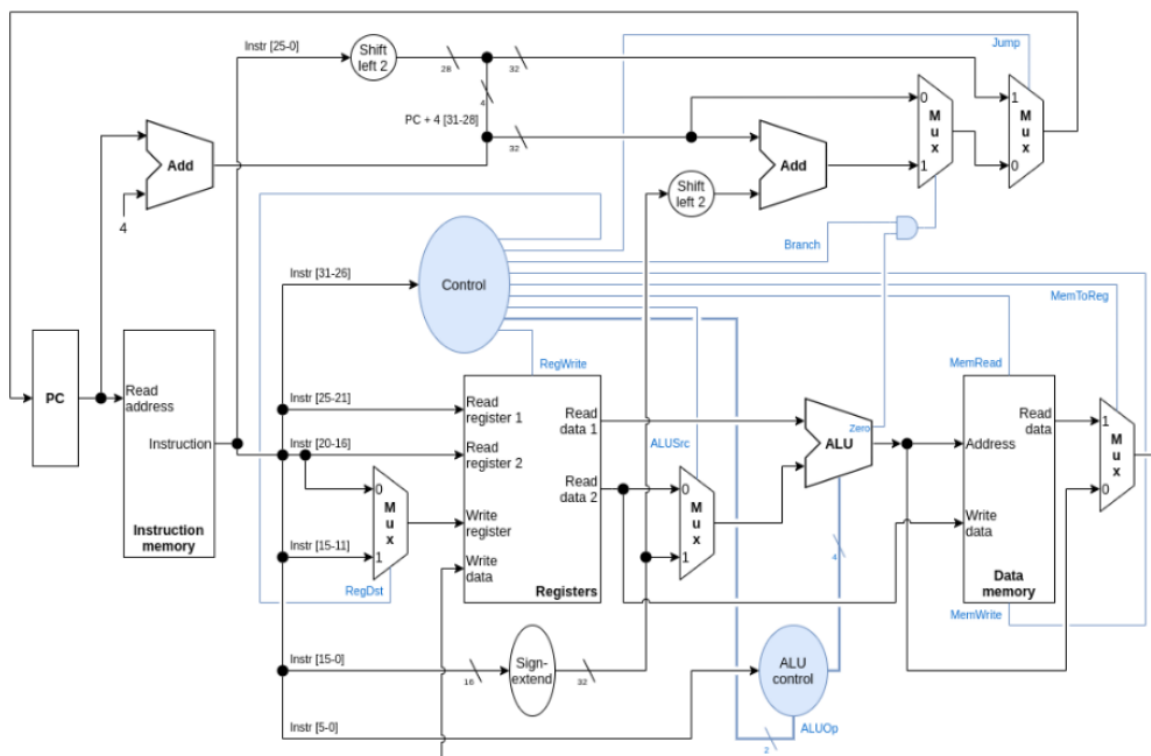 Instr [25-0]
Shift
left 2
28
32
Jump
4
PC + 4 [31-28]
32
0
M
u
x
1
1
M
u
x
0
Add
4
Add
Shift
left 2
Branch
Instr [31-26]
Control
MemToReg
RegWrite
MemRead
PC
Read
address
Instruction
Instruction
memory
Instr [25-21]
Read
register 1
Instr [20-16]
Read
register 2
0
M
u
x
1
Write
register
Instr [15-11]
RegDst
Write
data
Registers
Read
data 1
Read
data 2
ALUSrc
0
M
u
x
1
Zero
ALU
4
Address
Read
data
Write
data
Data
memory
MemWrite
1
M
u
x
0
Instr [15-0]
16
Sign-
extend
32
ALU
control
Instr [5-0]
ALUOp
2